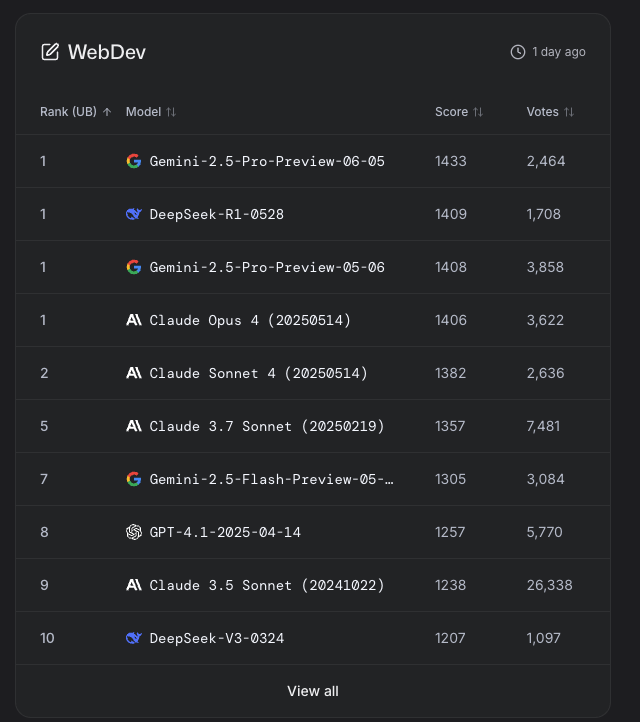 WebDev 1 day ago
Rank (UB) ↑ Model ↑↓ Score ↑↓ Votes ↑↓
1 Gemini-2.5-Pro-Preview-06-05 1433 2,464
1 DeepSeek-R1-0528 1409 1,708
1 Gemini-2.5-Pro-Preview-05-06 1408 3,858
1 Claude Opus 4 (20250514) 1406 3,622
2 Claude Sonnet 4 (20250514) 1382 2,636
5 Claude 3.7 Sonnet (20250219) 1357 7,481
7 Gemini-2.5-Flash-Preview-05-… 1305 3,084
8 GPT-4.1-2025-04-14 1257 5,770
9 Claude 3.5 Sonnet (20241022) 1238 26,338
10 DeepSeek-V3-0324 1207 1,097
View all